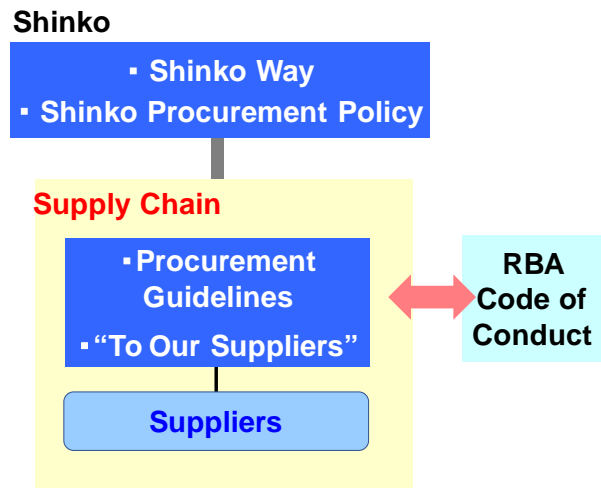 Shinko
▪ Shinko Way
▪ Shinko Procurement Policy
Supply Chain
▪Procurement
Guidelines
▪“To Our Suppliers”
Suppliers
RBA
Code of
Conduct